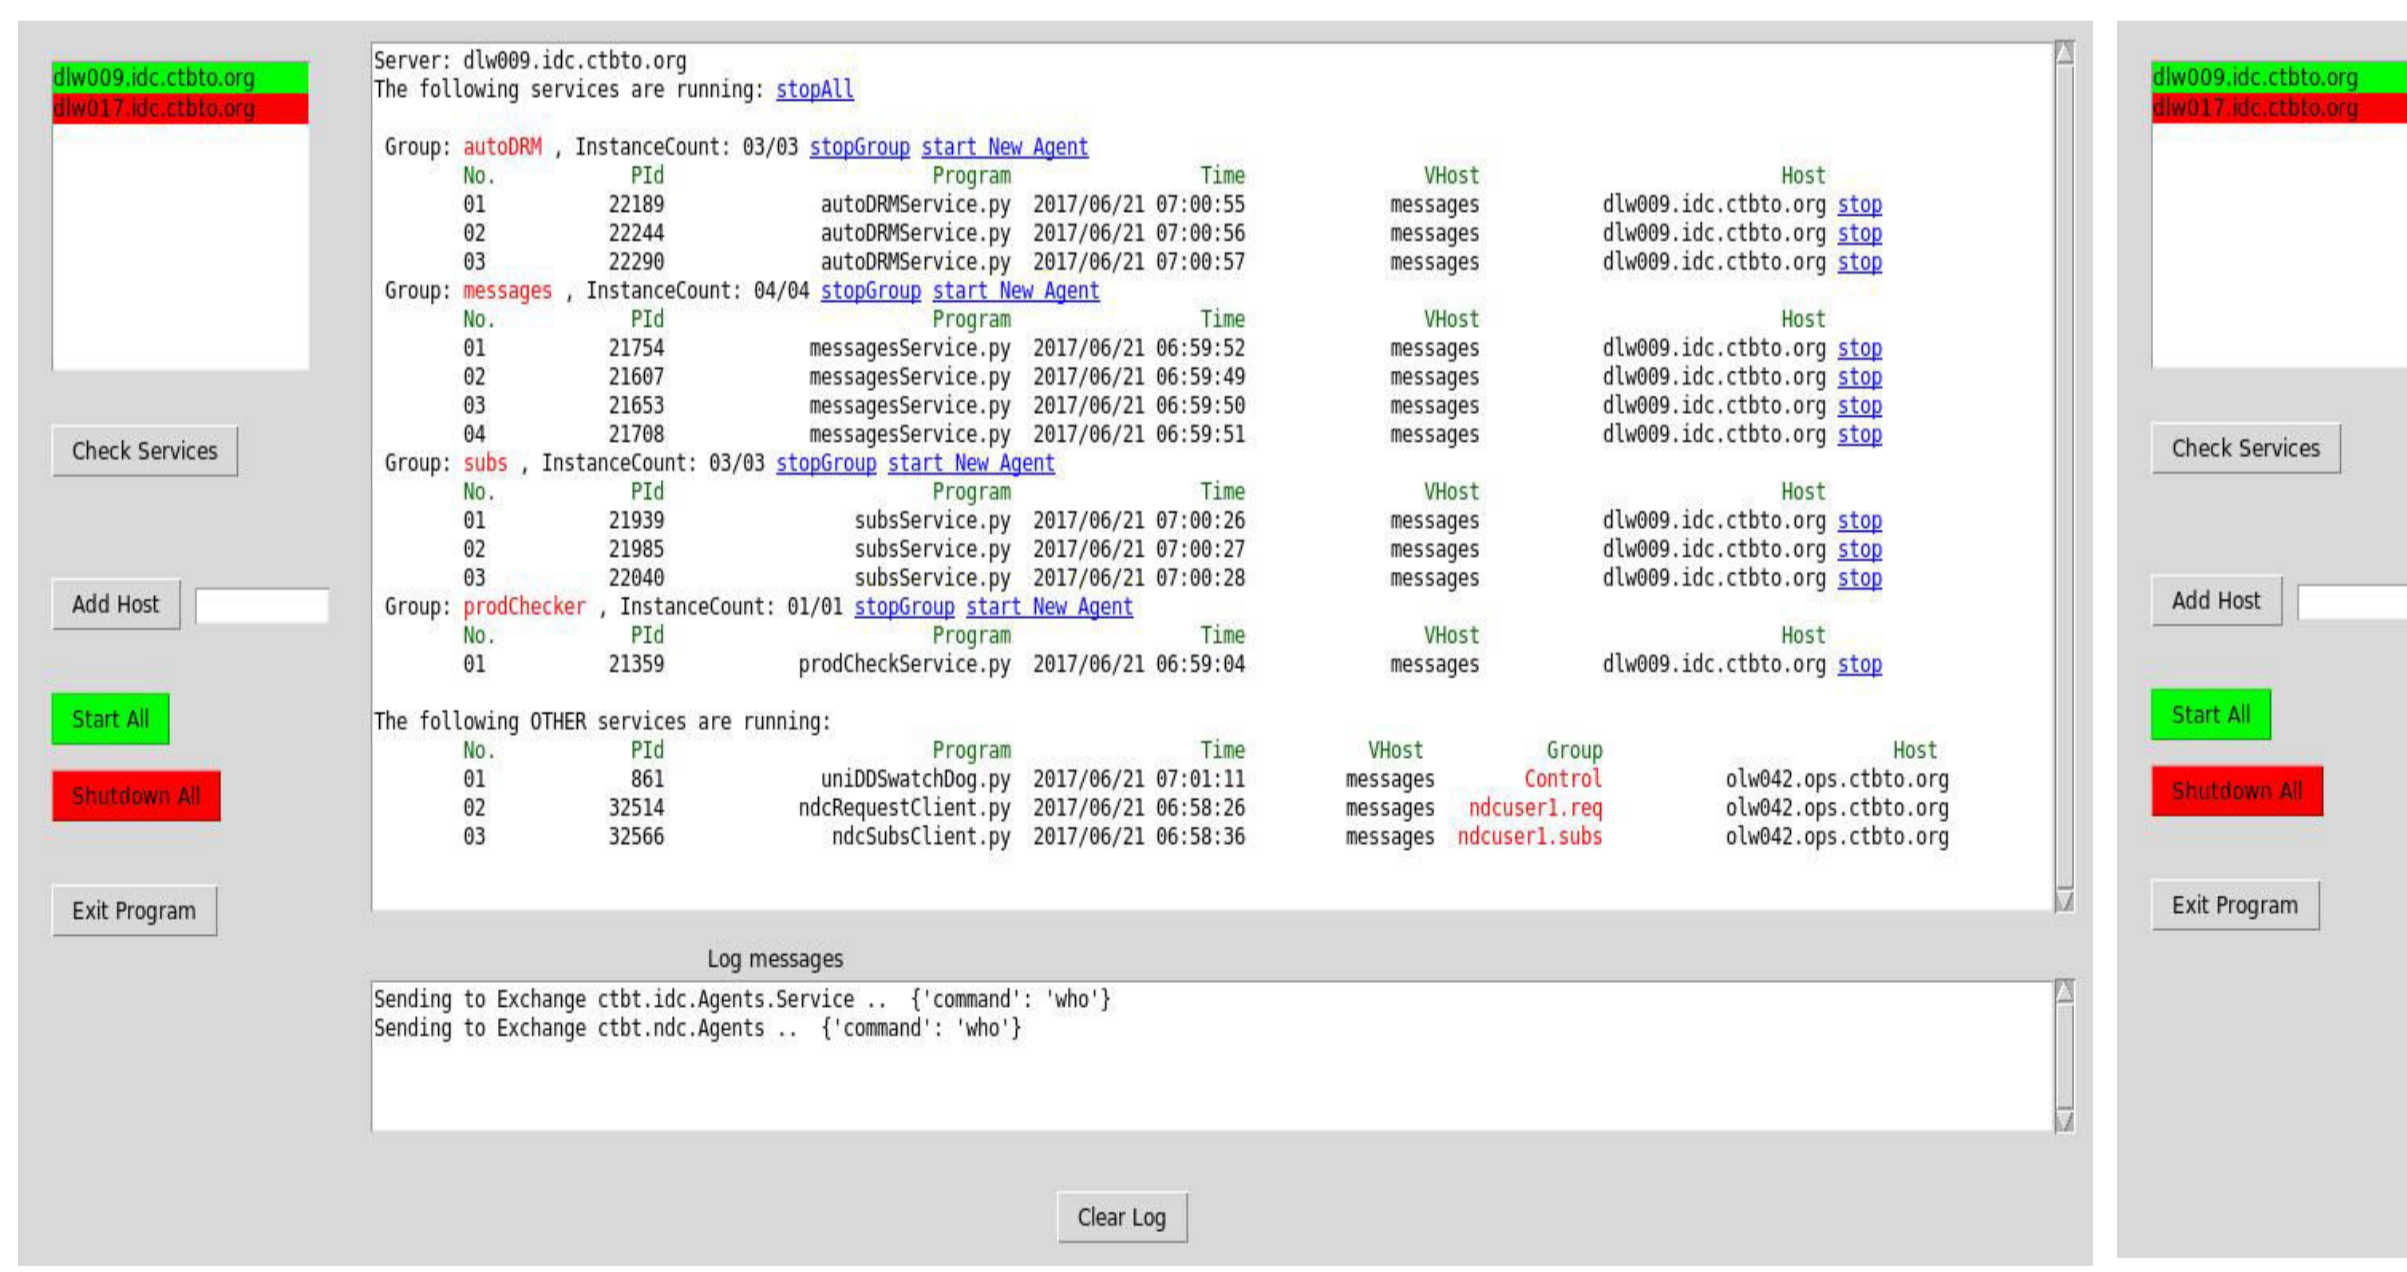 dlw009.idc.ctbto.org
dlw017.idc.ctbto.org
Check Services
Add Host
Start All
Shutdown All
Exit Program
Server: dlw009.idc.ctbto.org
The following services are running: stopAll
Group: autoDRM , InstanceCount: 03/03 stopGroup start New Agent
No. PId Program Time VHost Host
01 22189 autoDRMService.py 2017/06/21 07:00:55 messages dlw009.idc.ctbto.org stop
02 22244 autoDRMService.py 2017/06/21 07:00:56 messages dlw009.idc.ctbto.org stop
03 22290 autoDRMService.py 2017/06/21 07:00:57 messages dlw009.idc.ctbto.org stop
Group: messages , InstanceCount: 04/04 stopGroup start New Agent
No. PId Program Time VHost Host
01 21754 messagesService.py 2017/06/21 06:59:52 messages dlw009.idc.ctbto.org stop
02 21607 messagesService.py 2017/06/21 06:59:49 messages dlw009.idc.ctbto.org stop
03 21653 messagesService.py 2017/06/21 06:59:50 messages dlw009.idc.ctbto.org stop
04 21708 messagesService.py 2017/06/21 06:59:51 messages dlw009.idc.ctbto.org stop
Group: subs , InstanceCount: 03/03 stopGroup start New Agent
No. PId Program Time VHost Host
01 21939 subsService.py 2017/06/21 07:00:26 messages dlw009.idc.ctbto.org stop
02 21985 subsService.py 2017/06/21 07:00:27 messages dlw009.idc.ctbto.org stop
03 22040 subsService.py 2017/06/21 07:00:28 messages dlw009.idc.ctbto.org stop
Group: prodChecker , InstanceCount: 01/01 stopGroup start New Agent
No. PId Program Time VHost Host
01 21359 prodCheckService.py 2017/06/21 06:59:04 messages dlw009.idc.ctbto.org stop
The following OTHER services are running:
No. PId Program Time VHost Group Host
01 861 uniDDSwatchDog.py 2017/06/21 07:01:11 messages Control olw042.ops.ctbto.org
02 32514 ndcRequestClient.py 2017/06/21 06:58:26 messages ndcuser1.req olw042.ops.ctbto.org
03 32566 ndcSubsClient.py 2017/06/21 06:58:36 messages ndcuser1.subs olw042.ops.ctbto.org
Log messages
Sending to Exchange ctbt.idc.Agents.Service .. {'command': 'who'}
Sending to Exchange ctbt.ndc.Agents .. {'command': 'who'}
Clear Log
dlw009.idc.ctbto.org
dlw017.idc.ctbto.org
Check Services
Add Host
Start All
Shutdown All
Exit Program